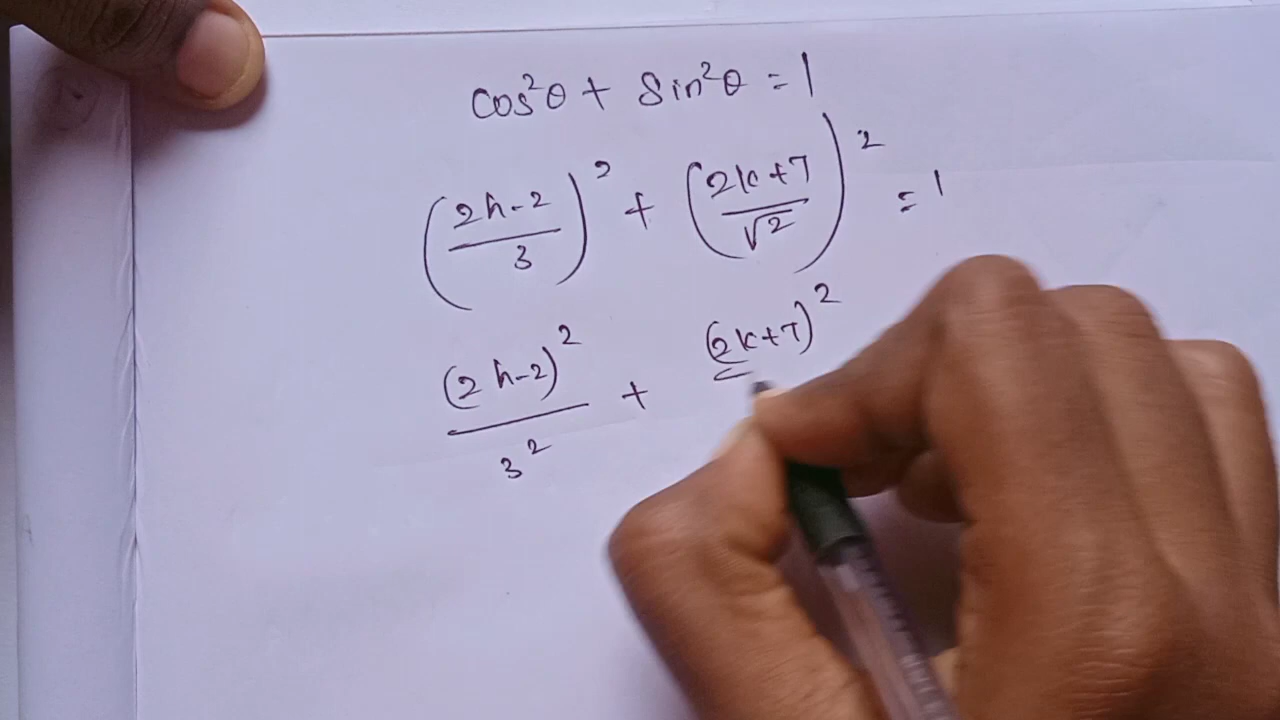 cos²θ + sin²θ = 1
((2h-2)/3)² + ((2k+7)/√2)² = 1
(2h-2)²/3² + (2k+7)²